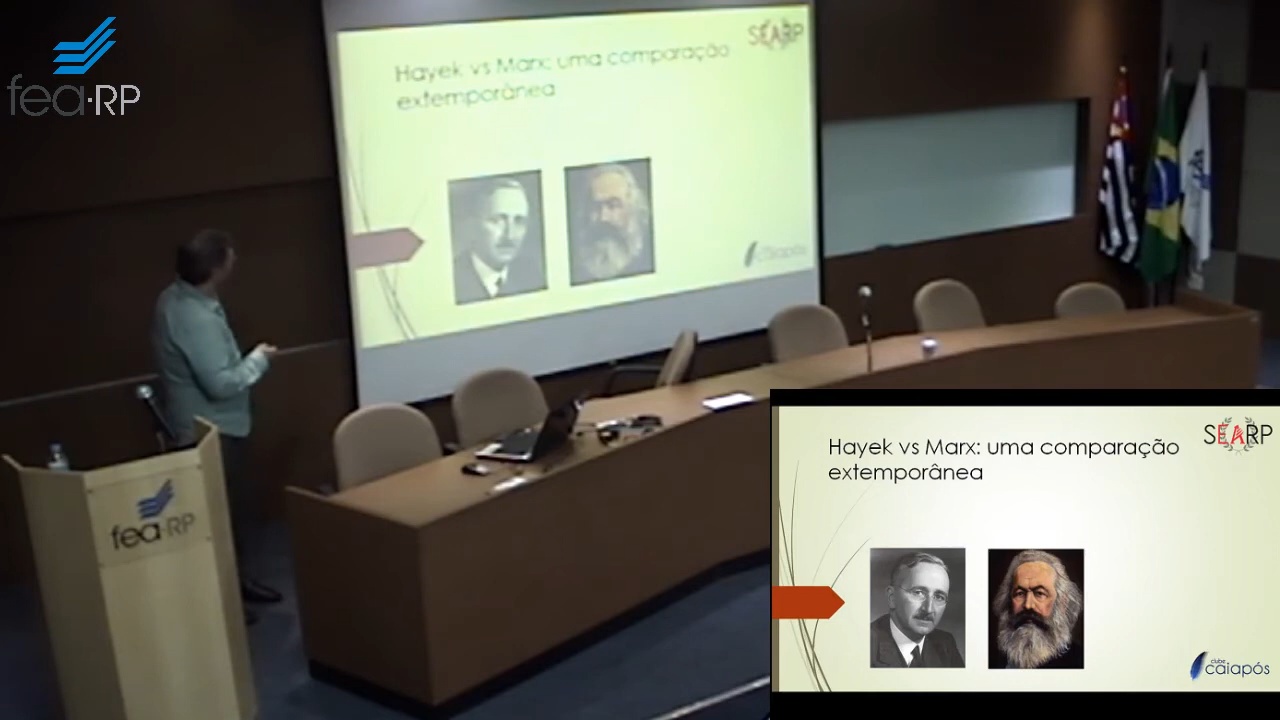 fea·RP
SEARP
Hayek vs Marx: uma comparação
extemporânea
caiapós
fea·RP
SEARP
Hayek vs Marx: uma comparação
extemporânea
clube
caiapós